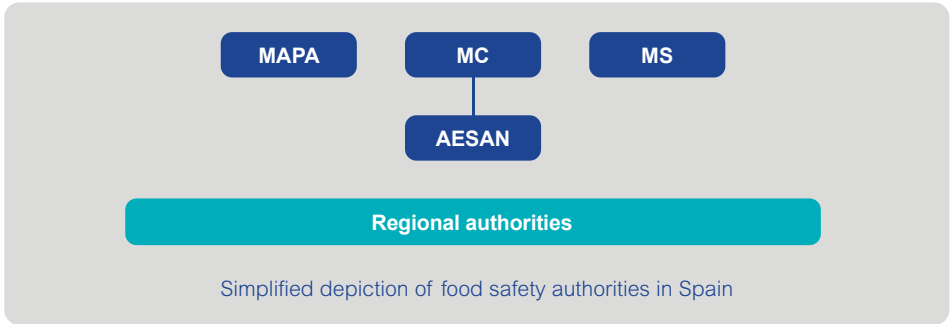 MAPA MC MS
AESAN
Regional authorities
Simplified depiction of food safety authorities in Spain